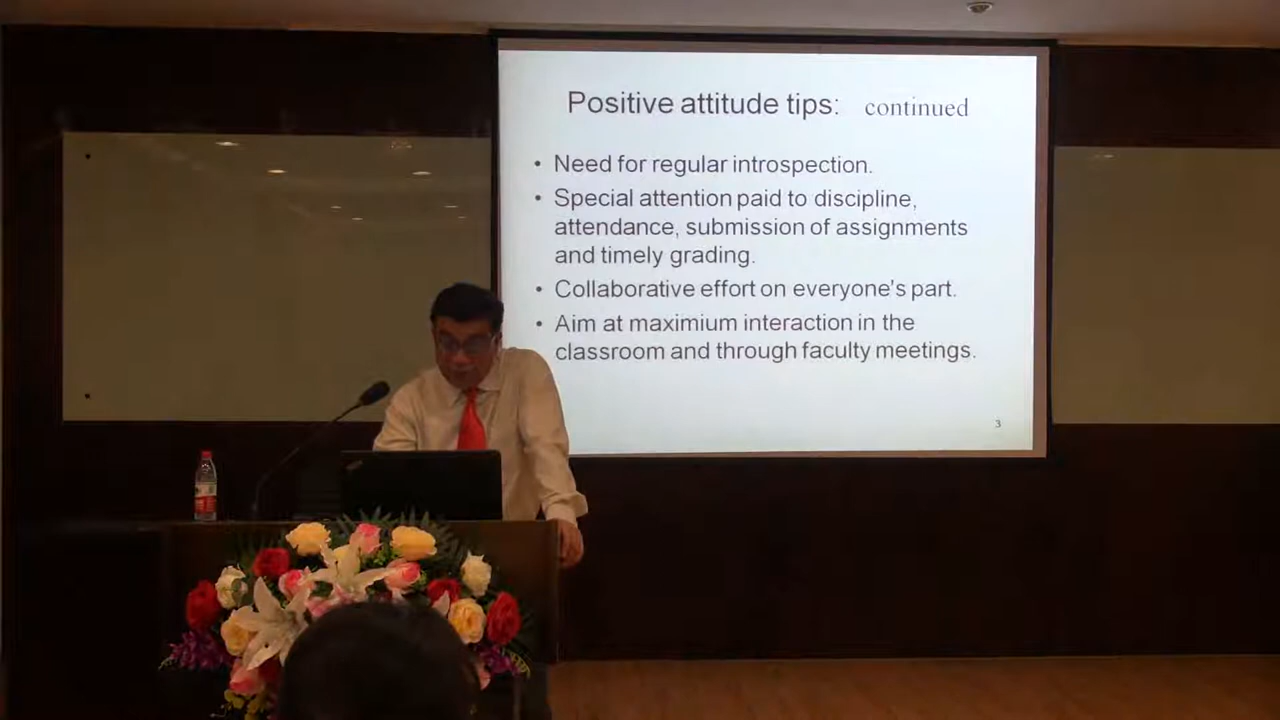 Positive attitude tips: continued
• Need for regular introspection.
• Special attention paid to discipline,
attendance, submission of assignments
and timely grading.
• Collaborative effort on everyone's part.
• Aim at maximium interaction in the
classroom and through faculty meetings.
3